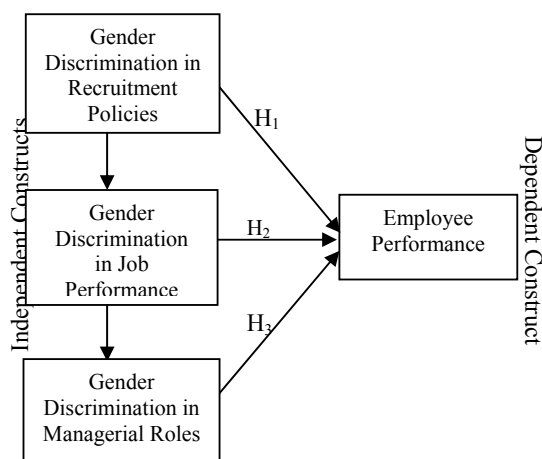 Gender
Discrimination in
Recruitment
Policies
H1
Independent Constructs
Gender
Discrimination
in Job
Performance
H2
Employee
Performance
Dependent Construct
H3
Gender
Discrimination in
Managerial Roles